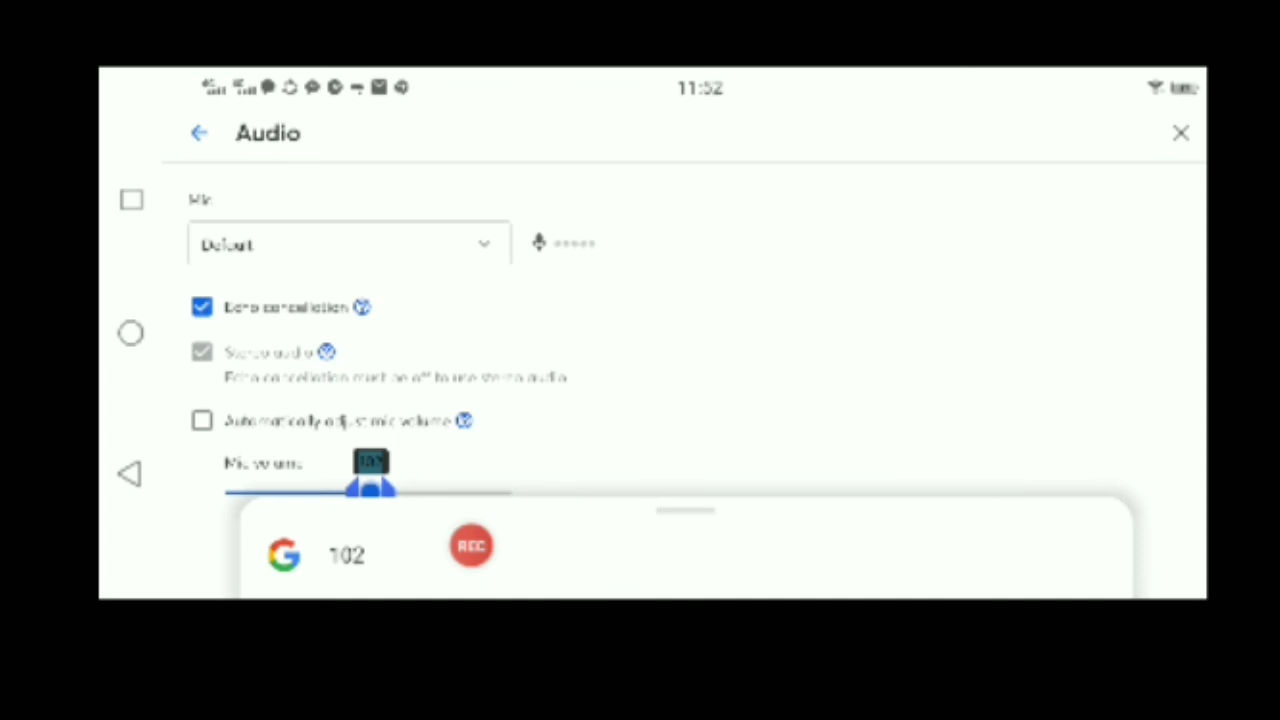 11:52
Audio
Mic
Default
Echo cancellation
Stereo audio
Echo cancellation must be off to use stereo audio
Automatically adjust mic volume
Mic volume
102
102
REC